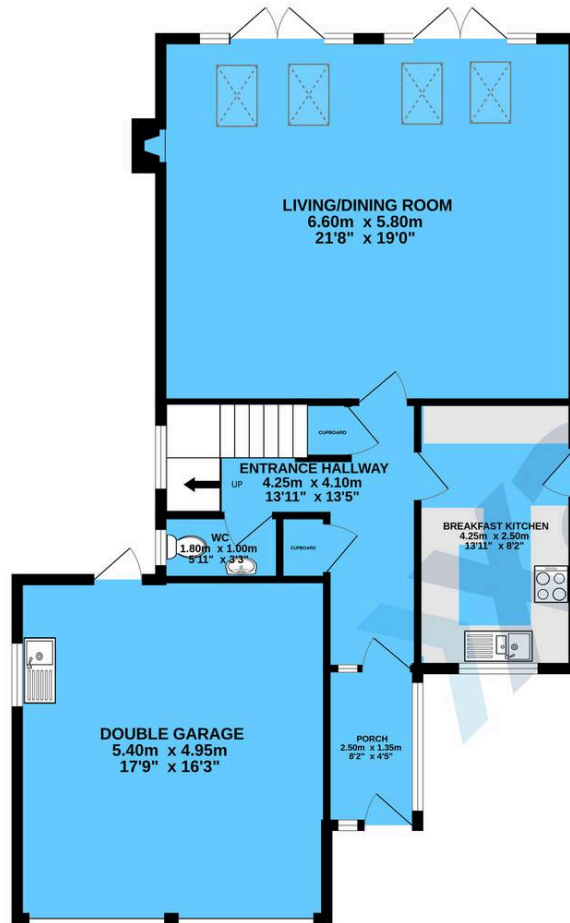 LIVING/DINING ROOM
6.60m x 5.80m
21'8" x 19'0"
CUPBOARD
ENTRANCE HALLWAY
4.25m x 4.10m
13'11" x 13'5"
UP
WC
1.80m x 1.00m
5'11" x 3'3"
CUPBOARD
BREAKFAST KITCHEN
4.25m x 2.50m
13'11" x 8'2"
DOUBLE GARAGE
5.40m x 4.95m
17'9" x 16'3"
PORCH
2.50m x 1.35m
8'2" x 4'5"